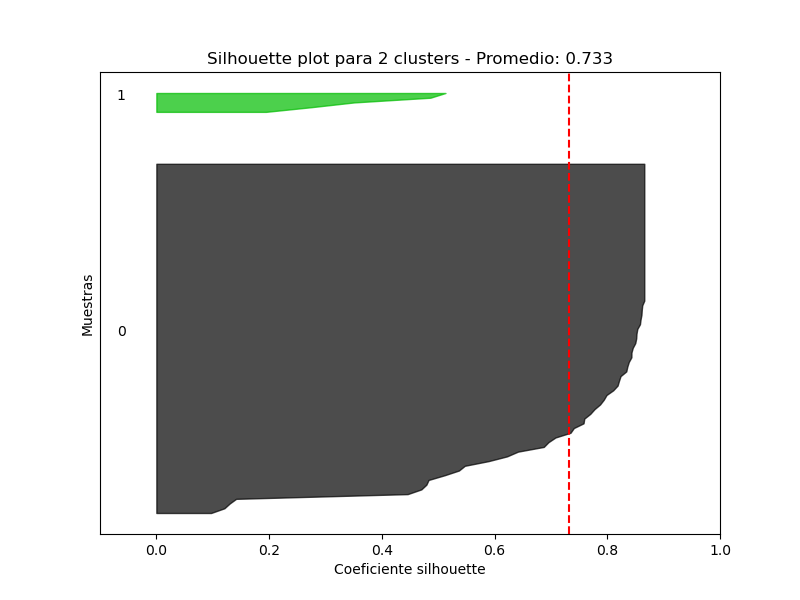 Silhouette plot para 2 clusters - Promedio: 0.733
1
0
Muestras
0.0 0.2 0.4 0.6 0.8 1.0
Coeficiente silhouette